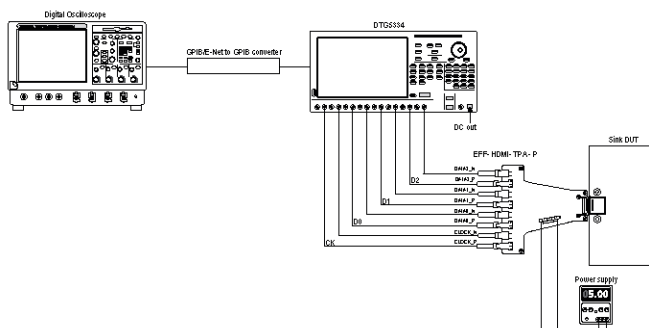 Digital Oscilloscope
DTG5334
GPIB/E-Net to GPIB converter
DC out
EFF-HDMI-TPA-P
Sink DUT
DATA2_N
D2
DATA2_P
DATA1_N
D1
DATA1_P
DATA0_N
D0
DATA0_P
CLOCK_N
CK
CLOCK_P
Power supply
05.00